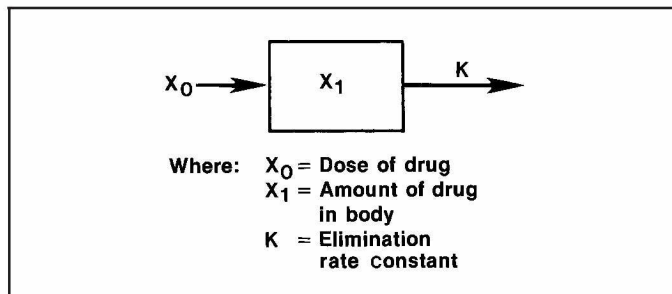 X₀ X₁ K
Where: X₀ = Dose of drug
X₁ = Amount of drug
in body
K = Elimination
rate constant